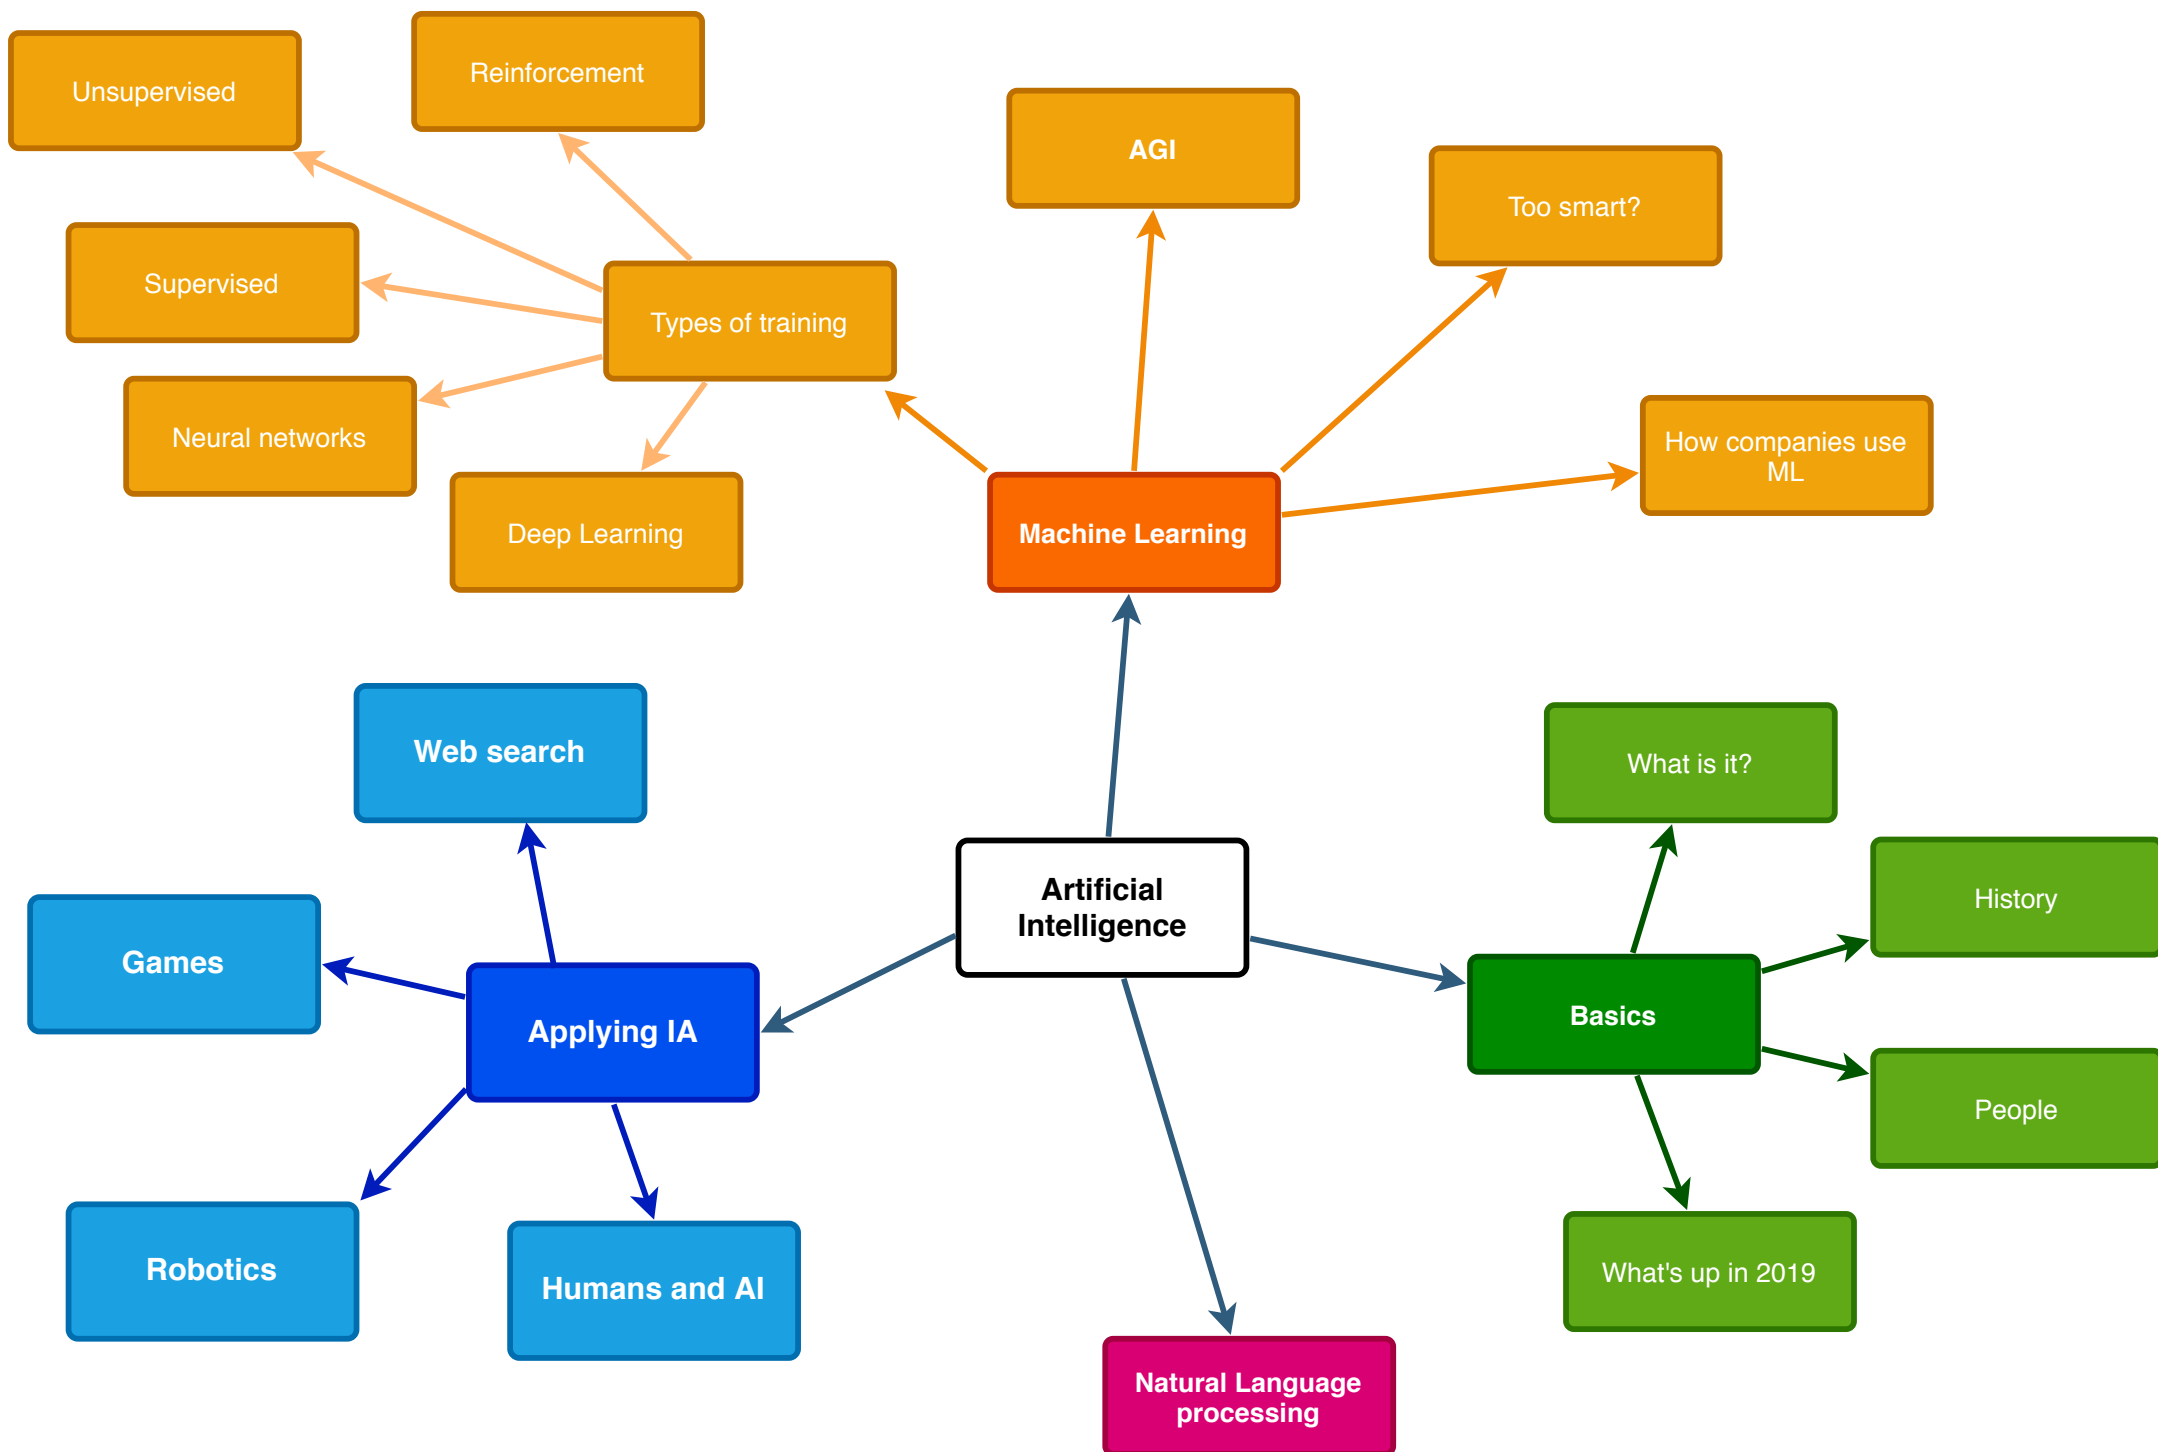 Reinforcement
Unsupervised
AGI
Too smart?
Supervised
Types of training
Neural networks
How companies use
ML
Deep Learning
Machine Learning
Web search
What is it?
Artificial
Intelligence
History
Games
Basics
Applying IA
People
Robotics
Humans and AI
What's up in 2019
Natural Language
processing